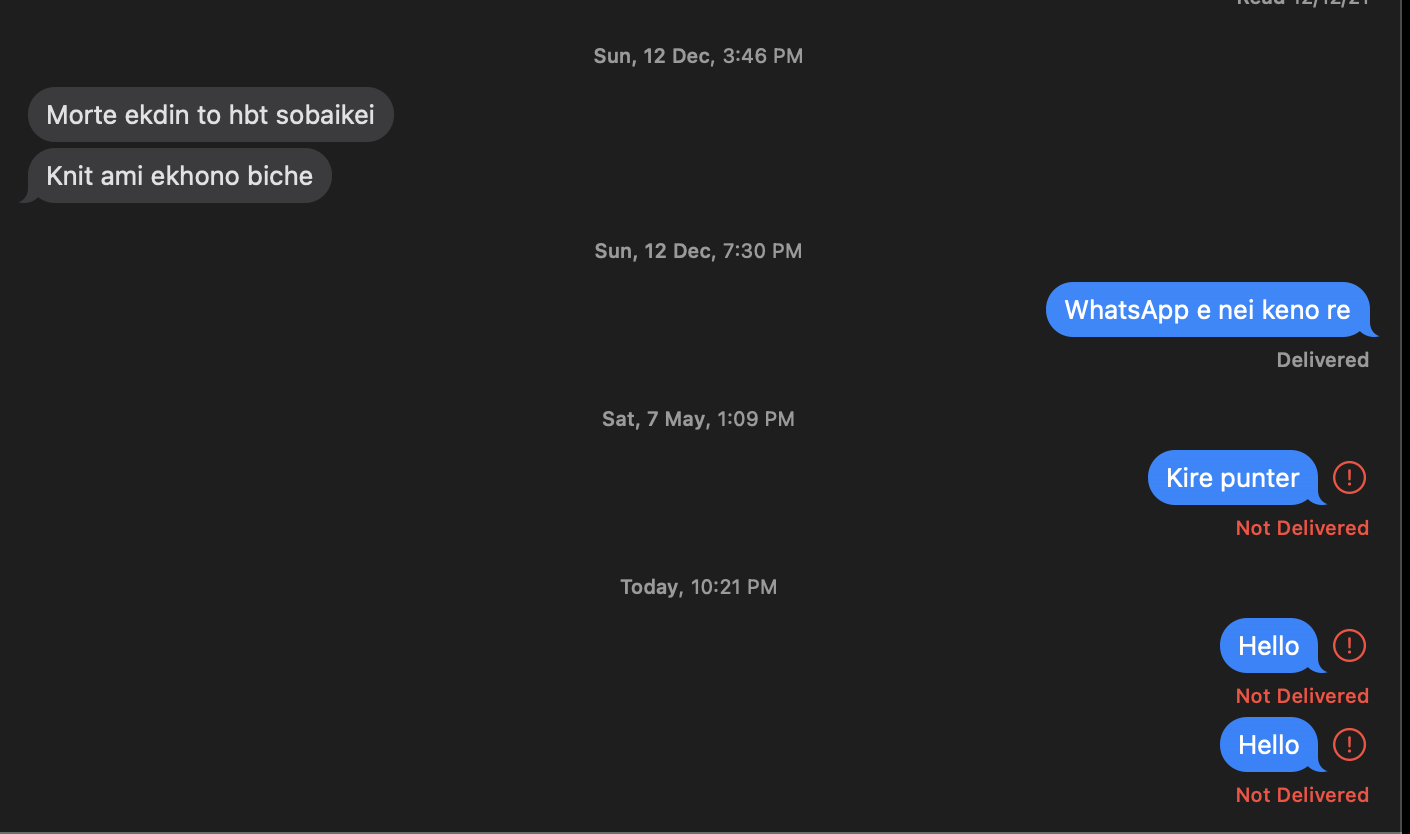 Read 12/12/21
Sun, 12 Dec, 3:46 PM
Morte ekdin to hbt sobaikei
Knit ami ekhono biche
Sun, 12 Dec, 7:30 PM
WhatsApp e nei keno re
Delivered
Sat, 7 May, 1:09 PM
Kire punter
Not Delivered
Today, 10:21 PM
Hello
Not Delivered
Hello
Not Delivered